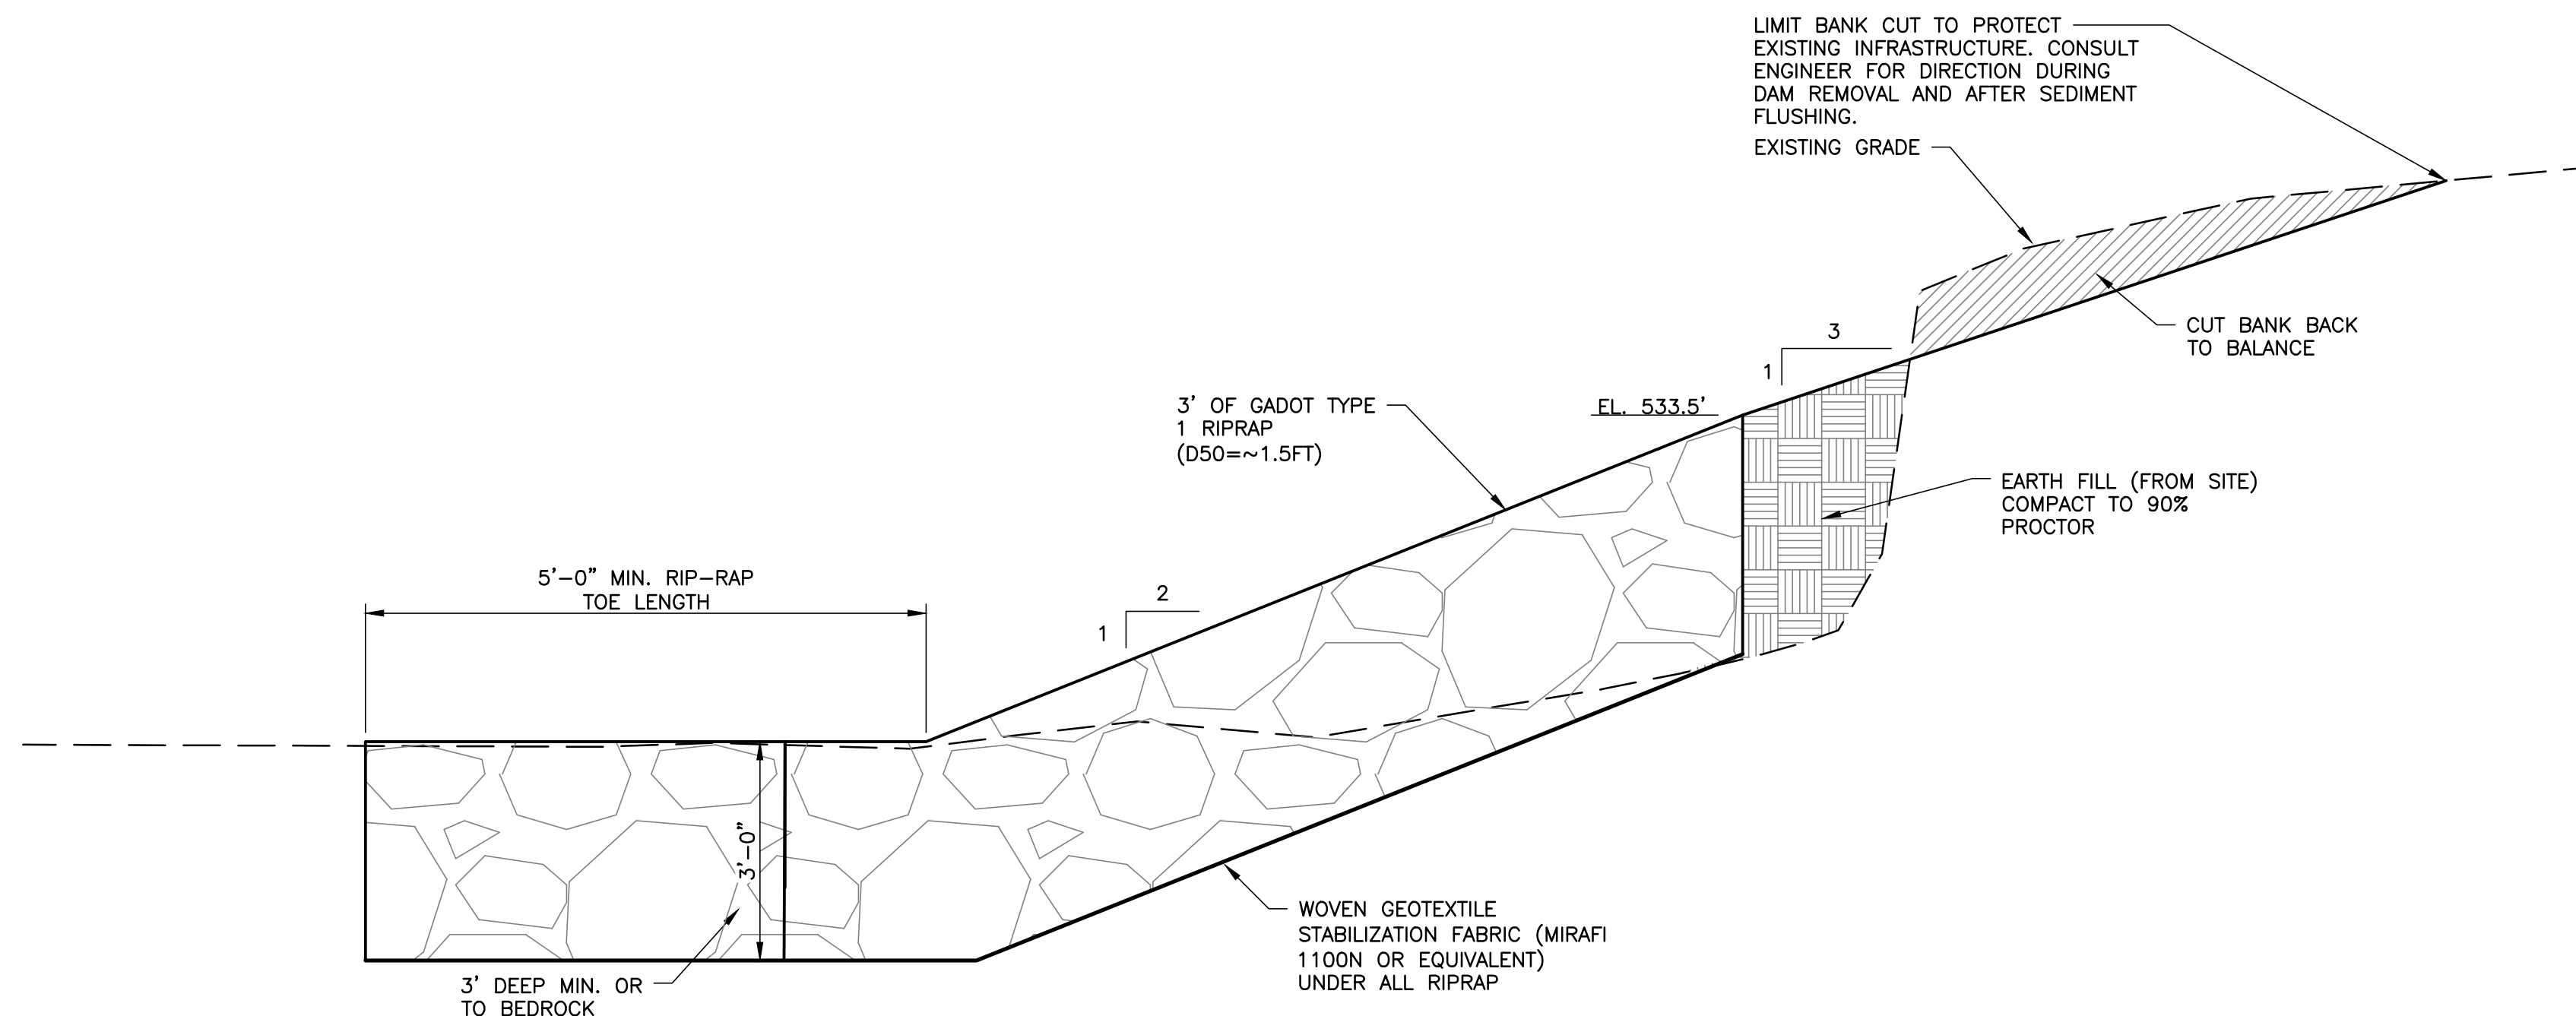 LIMIT BANK CUT TO PROTECT
EXISTING INFRASTRUCTURE. CONSULT
ENGINEER FOR DIRECTION DURING
DAM REMOVAL AND AFTER SEDIMENT
FLUSHING.
EXISTING GRADE
CUT BANK BACK
TO BALANCE
3
1
EL. 533.5'
3' OF GADOT TYPE
1 RIPRAP
(D50=~1.5FT)
EARTH FILL (FROM SITE)
COMPACT TO 90%
PROCTOR
5'-0" MIN. RIP-RAP
TOE LENGTH
2
1
3'-0"
WOVEN GEOTEXTILE
STABILIZATION FABRIC (MIRAFI
1100N OR EQUIVALENT)
UNDER ALL RIPRAP
3' DEEP MIN. OR
TO BEDROCK